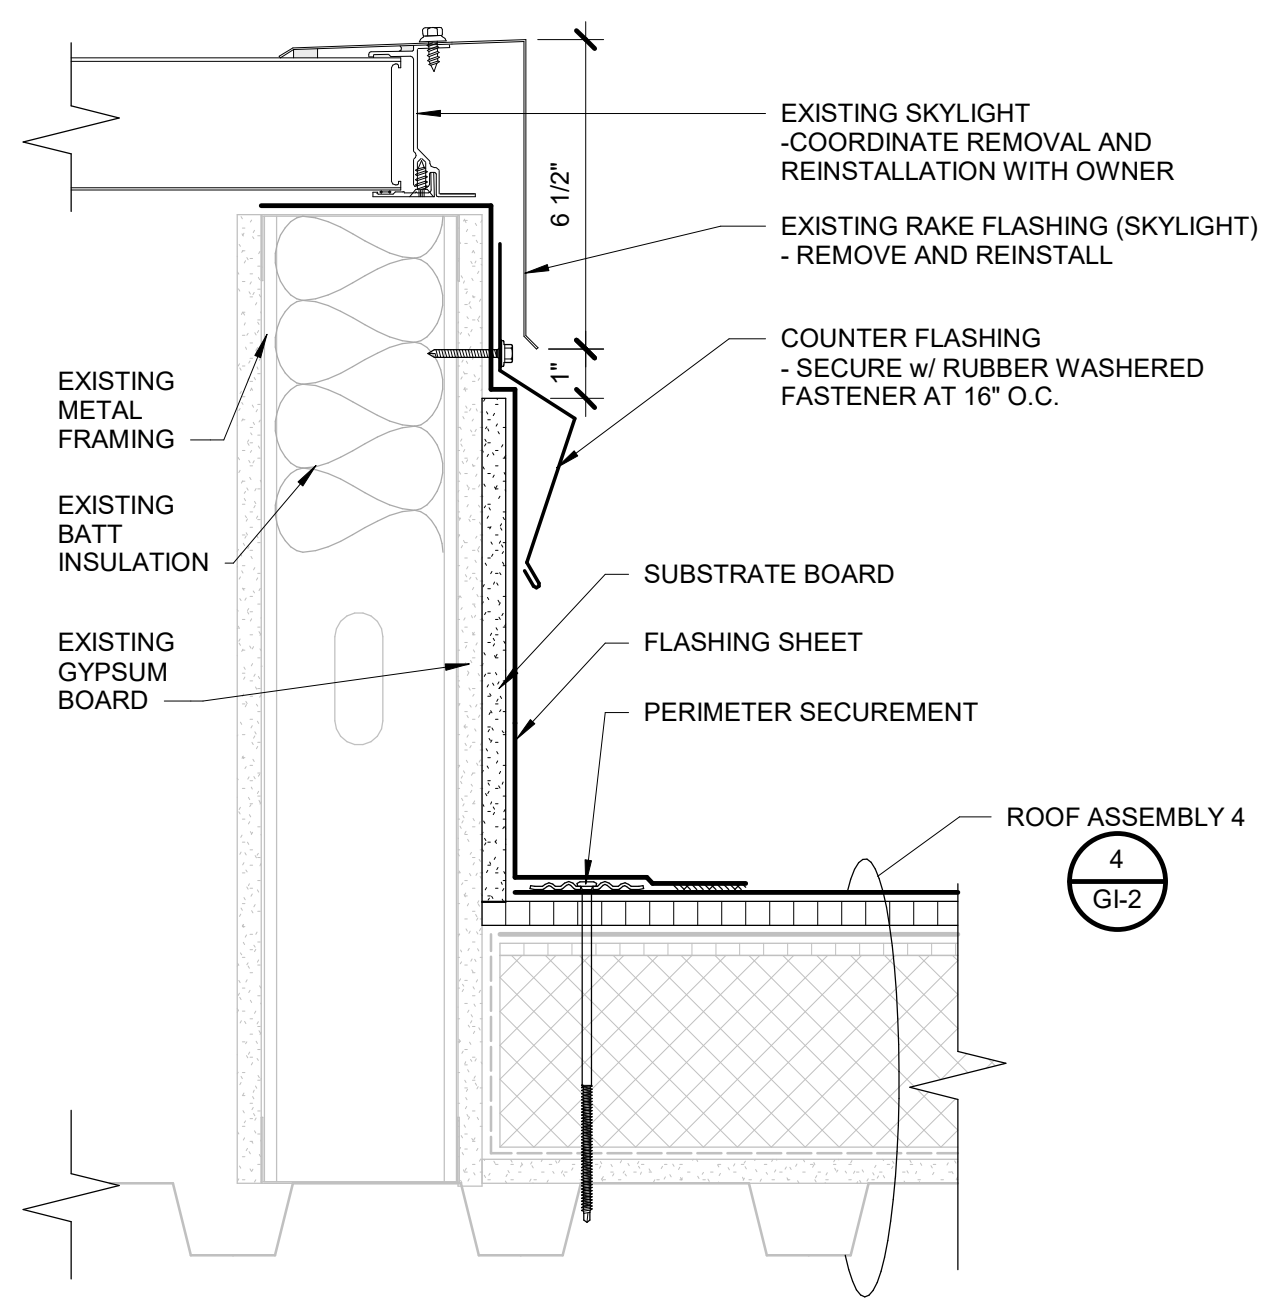 EXISTING SKYLIGHT
-COORDINATE REMOVAL AND
REINSTALLATION WITH OWNER
6 1/2"
EXISTING RAKE FLASHING (SKYLIGHT)
- REMOVE AND REINSTALL
COUNTER FLASHING
- SECURE w/ RUBBER WASHERED
FASTENER AT 16" O.C.
1"
EXISTING
METAL
FRAMING
EXISTING
BATT
INSULATION
SUBSTRATE BOARD
EXISTING
GYPSUM
BOARD
FLASHING SHEET
PERIMETER SECUREMENT
ROOF ASSEMBLY 4
4
GI-2